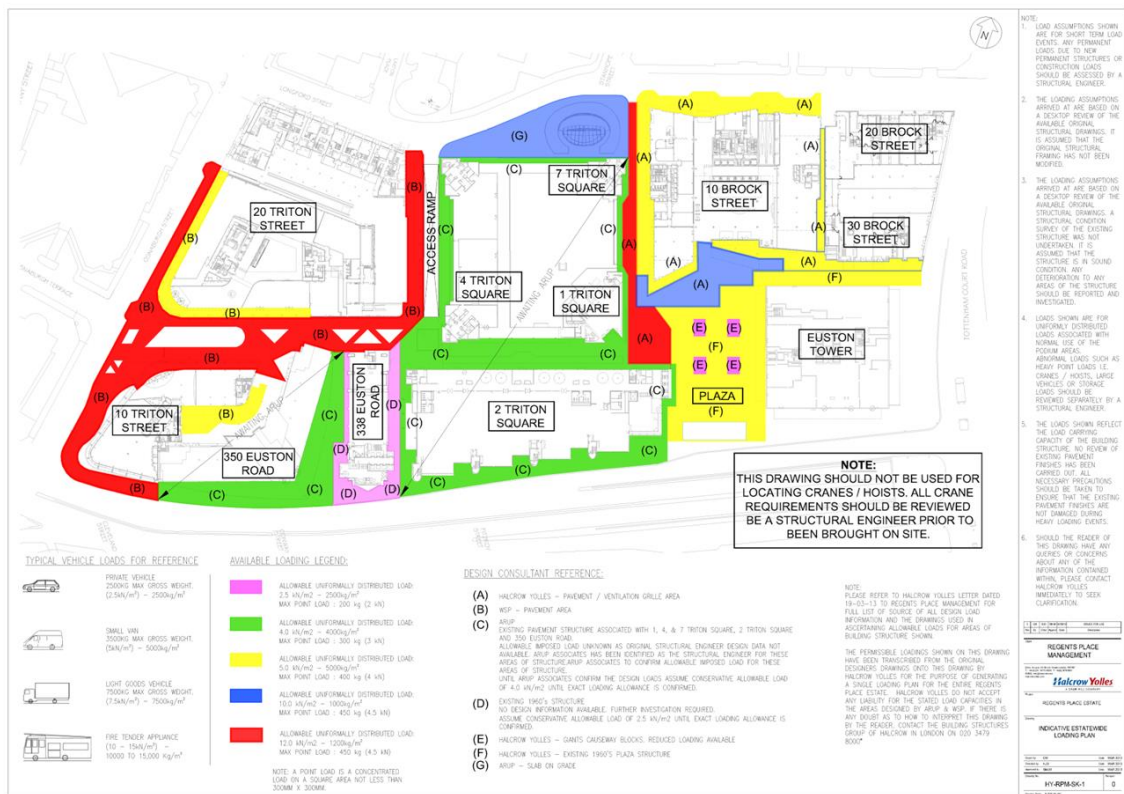 N
LONGFORD STREET
(A)
(A)
(G)
(C)
7 TRITON
SQUARE
(A)
(A)
20 BROCK
STREET
10 BROCK
STREET
(B)
ACCESS RAMP
20 TRITON
STREET
(B)
(C)
(C)
(A)
30 BROCK
STREET
(A)
(A)
(F)
4 TRITON
SQUARE
1 TRITON
SQUARE
AWAITING ARUP
(A)
(A)
(B)
(B)
(B)
(B)
(B)
(C)
(C)
(A)
(E)
(E)
(F)
(E)
(E)
EUSTON
TOWER
TOTTENHAM COURT ROAD
338 EUSTON
ROAD
(D)
(C)
PLAZA
(F)
10 TRITON
STREET
(B)
(B)
AWAITING ARUP
350 EUSTON
ROAD
(C)
(C)
2 TRITON
SQUARE
(C)
(C)
(D)
(D)
(D)
(B)
(C)
(C)
(C)
NOTE:
THIS DRAWING SHOULD NOT BE USED FOR
LOCATING CRANES / HOISTS. ALL CRANE
REQUIREMENTS SHOULD BE REVIEWED
BE A STRUCTURAL ENGINEER PRIOR TO
BEEN BROUGHT ON SITE.
TYPICAL VEHICLE LOADS FOR REFERENCE
PRIVATE VEHICLE
2500KG MAX GROSS WEIGHT.
(2.5kN/m²) - 2500kg/m²
SMALL VAN
3500KG MAX GROSS WEIGHT.
(5kN/m²) - 5000kg/m²
LIGHT GOODS VEHICLE
7500KG MAX GROSS WEIGHT.
(7.5kN/m²) - 7500kg/m²
FIRE TENDER APPLIANCE
(10 - 15kN/m²) -
10000 TO 15,000 Kg/m²
AVAILABLE LOADING LEGEND:
ALLOWABLE UNIFORMALLY DISTRIBUTED LOAD:
2.5 kN/m2 - 2500kg/m²
MAX POINT LOAD : 200 kg (2 kN)
ALLOWABLE UNIFORMALLY DISTRIBUTED LOAD:
4.0 kN/m2 - 4000kg/m²
MAX POINT LOAD : 300 kg (3 kN)
ALLOWABLE UNIFORMALLY DISTRIBUTED LOAD:
5.0 kN/m2 - 5000kg/m²
MAX POINT LOAD : 400 kg (4 kN)
ALLOWABLE UNIFORMALLY DISTRIBUTED LOAD:
10.0 kN/m2 - 1000kg/m²
MAX POINT LOAD : 450 kg (4.5 kN)
ALLOWABLE UNIFORMALLY DISTRIBUTED LOAD:
12.0 kN/m2 - 1200kg/m²
MAX POINT LOAD : 450 kg (4.5 kN)
NOTE: A POINT LOAD IS A CONCENTRATED
LOAD ON A SQUARE AREA NOT LESS THAN
300MM X 300MM.
DESIGN CONSULTANT REFERENCE:
(A) HALCROW YOLLES - PAVEMENT / VENTILATION GRILLE AREA
(B) WSP - PAVEMENT AREA
(C) ARUP
EXISTING PAVEMENT STRUCTURE ASSOCIATED WITH 1, 4, & 7 TRITON SQUARE, 2 TRITON SQUARE
AND 350 EUSTON ROAD.
ALLOWABLE IMPOSED LOAD UNKNOWN AS ORIGINAL STRUCTURAL ENGINEER DESIGN DATA NOT
AVAILABLE. ARUP ASSOCIATES HAS BEEN IDENTIFIED AS THE STRUCTURAL ENGINEER FOR THESE
AREAS OF STRUCTURE.ARUP ASSOCIATES TO CONFIRM ALLOWABLE IMPOSED LOAD FOR THESE
AREAS OF STRUCTURE.
UNTIL ARUP ASSOCIATES CONFIRM THE DESIGN LOADS ASSUME CONSERVATIVE ALLOWABLE LOAD
OF 4.0 kN/m2 UNTIL EXACT LOADING ALLOWANCE IS CONFIRMED.
(D) EXISTING 1960's STRUCTURE
NO DESIGN INFORMATION AVAILABLE. FURTHER INVESTIGATION REQUIRED.
ASSUME CONSERVATIVE ALLOWABLE LOAD OF 2.5 kN/m2 UNTIL EXACT LOADING ALLOWANCE IS
CONFIRMED.
(E) HALCROW YOLLES - GIANTS CAUSEWAY BLOCKS. REDUCED LOADING AVAILABLE
(F) HALCROW YOLLES - EXISTING 1960'S PLAZA STRUCTURE
(G) ARUP - SLAB ON GRADE
NOTE:
PLEASE REFER TO HALCROW YOLLES LETTER DATED
19-03-13 TO REGENTS PLACE MANAGEMENT FOR
FULL LIST OF SOURCE OF ALL DESIGN LOAD
INFORMATION AND THE DRAWINGS USED IN
ASCERTAINING ALLOWABLE LOADS FOR AREAS OF
BUILDING STRUCTURE SHOWN.
THE PERMISSIBLE LOADINGS SHOWN ON THIS DRAWING
HAVE BEEN TRANSCRIBED FROM THE ORIGINAL
DESIGNERS DRAWINGS ONTO THIS DRAWING BY
HALCROW YOLLES FOR THE PURPOSE OF GENERATING
A SINGLE LOADING PLAN FOR THE ENTIRE REGENTS
PLACE ESTATE. HALCROW YOLLES DO NOT ACCEPT
ANY LIABILITY FOR THE STATED LOAD CAPACITIES IN
THE AREAS DESIGNED BY ARUP & WSP. IF THERE IS
ANY DOUBT AS TO HOW TO INTERPRET THIS DRAWING
BY THE READER, CONTACT THE BUILDING STRUCTURES
GROUP OF HALCROW IN LONDON ON 020 3479
8000"
NOTE:
1. LOAD ASSUMPTIONS SHOWN
ARE FOR SHORT TERM LOAD
EVENTS. ANY PERMANENT
LOADS DUE TO NEW
PERMANENT STRUCTURES OR
CONSTRUCTION LOADS
SHOULD BE ASSESSED BY A
STRUCTURAL ENGINEER.
2. THE LOADING ASSUMPTIONS
ARRIVED AT ARE BASED ON
A DESKTOP REVIEW OF THE
AVAILABLE ORIGINAL
STRUCTURAL DRAWINGS. IT
IS ASSUMED THAT THE
ORIGINAL STRUCTURAL
FRAMING HAS NOT BEEN
MODIFIED.
3. THE LOADING ASSUMPTIONS
ARRIVED AT ARE BASED ON
A DESKTOP REVIEW OF THE
AVAILABLE ORIGINAL
STRUCTURAL DRAWINGS. A
STRUCTURAL CONDITION
SURVEY OF THE EXISTING
STRUCTURE WAS NOT
UNDERTAKEN. IT IS
ASSUMED THAT THE
STRUCTURE IS IN SOUND
CONDITION. ANY
DETERIORATION TO ANY
AREAS OF THE STRUCTURE
SHOULD BE REPORTED AND
INVESTIGATED.
4. LOADS SHOWN ARE FOR
UNIFORMLY DISTRIBUTED
LOADS ASSOCIATED WITH
NORMAL USE OF THE
PODIUM AREAS.
ABNORMAL LOADS SUCH AS
HEAVY POINT LOADS I.E.
CRANES / HOISTS, LARGE
VEHICLES OR STORAGE
LOADS SHOULD BE
REVIEWED SEPARATELY BY A
STRUCTURAL ENGINEER.
5. THE LOADS SHOWN REFLECT
THE LOAD CARRYING
CAPACITY OF THE BUILDING
STRUCTURE. NO REVIEW OF
EXISTING PAVEMENT
FINISHES HAS BEEN
CARRIED OUT. ALL
NECESSARY PRECAUTIONS
SHOULD BE TAKEN TO
ENSURE THAT THE EXISTING
PAVEMENT FINISHES ARE
NOT DAMAGED DURING
HEAVY LOADING EVENTS.
6. SHOULD THE READER OF
THIS DRAWING HAVE ANY
QUERIES OR CONCERNS
ABOUT ANY OF THE
INFORMATION CONTAINED
WITHIN, PLEASE CONTACT
HALCROW YOLLES
IMMEDIATELY TO SEEK
CLARIFICATION.
REGENTS PLACE
MANAGEMENT
Halcrow Yolles
REGENTS PLACE ESTATE
INDICATIVE ESTATEWIDE
LOADING PLAN
HY-RPM-SK-1
0